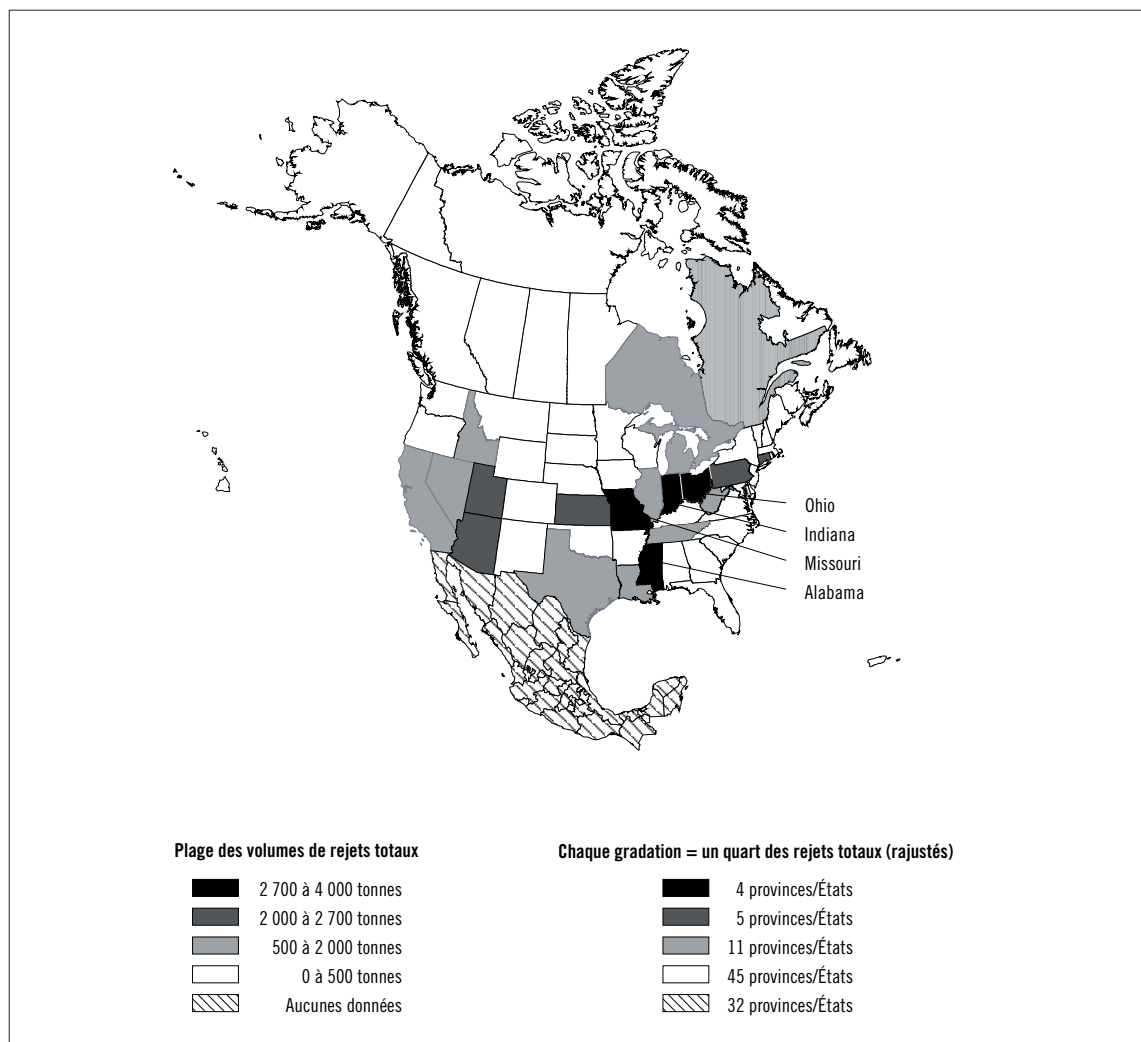 Ohio
Indiana
Missouri
Alabama
Plage des volumes de rejets totaux
2 700 à 4 000 tonnes
2 000 à 2 700 tonnes
500 à 2 000 tonnes
0 à 500 tonnes
Aucunes données
Chaque gradation = un quart des rejets totaux (rajustés)
4 provinces/États
5 provinces/États
11 provinces/États
45 provinces/États
32 provinces/États